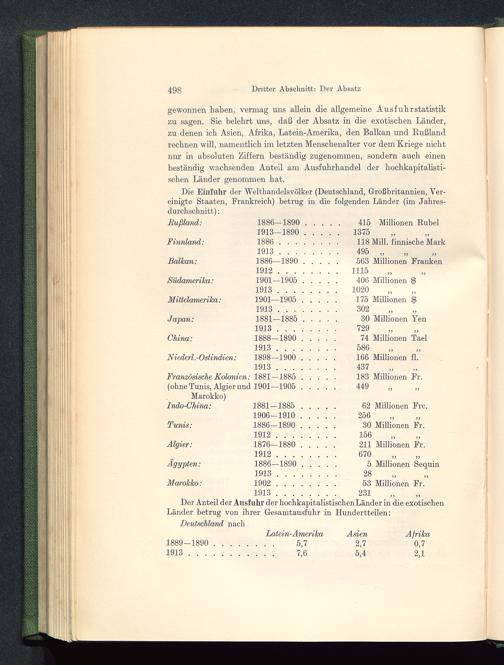 498 Dritter Abschnitt: Der Absatz
gewonnen haben, vermag uns allein die allgemeine Ausfuhrstatistik
zu sagen. Sie belehrt uns, daß der Absatz in die exotischen Länder,
zu denen ich Asien, Afrika, Latein-Amerika, den Balkan und Rußland
rechnen will, namentlich im letzten Menschenalter vor dem Kriege nicht
nur in absoluten Ziffern beständig zugenommen, sondern auch einen
beständig wachsenden Anteil am Ausfuhrhandel der hochkapitalisti-
schen Länder genommen hat.
Die Einfuhr der Welthandelsvölker (Deutschland, Großbritannien, Ver-
einigte Staaten, Frankreich) betrug in die folgenden Länder (im Jahres-
durchschnitt):
Rußland: 1886—1890 . . . . . 415 Millionen Rubel
1913—1890 . . . . . 1375 „ „
Finnland: 1886 . . . . . . . . 118 Mill. finnische Mark
1913 . . . . . . . . 495 „ „ „
Balkan: 1886—1890 . . . . . 563 Millionen Franken
1912 . . . . . . . . 1115 „ „
Südamerika: 1901—1905 . . . . . 406 Millionen $
1913 . . . . . . . . 1020 „ „
Mittelamerika: 1901—1905 . . . . . 175 Millionen $
1913 . . . . . . . . 302 „ „
Japan: 1881—1885 . . . . . 30 Millionen Yen
1913 . . . . . . . . 729 „ „
China: 1888—1890 . . . . . 74 Millionen Tael
1913 . . . . . . . . 586 „ „
Niederl.-Ostindien: 1898—1900 . . . . . 166 Millionen fl.
1913 . . . . . . . . 437 „ „
Französische Kolonien: 1881—1885 . . . . . 183 Millionen Fr.
(ohne Tunis, Algier und 1901—1905 . . . . . 449 „ „
Marokko)
Indo-China: 1881—1885 . . . . . 62 Millionen Frc.
1906—1910 . . . . . 256 „ „
Tunis: 1886—1890 . . . . . 30 Millionen Fr.
1912 . . . . . . . . 156 „ „
Algier: 1876—1880 . . . . . 211 Millionen Fr.
1912 . . . . . . . . 670 „ „
Ägypten: 1886—1890 . . . . . 5 Millionen Sequin
1913 . . . . . . . . 28 „ „
Marokko: 1902 . . . . . . . . 53 Millionen Fr.
1913 . . . . . . . . 231 „ „
Der Anteil der Ausfuhr der hochkapitalistischen Länder in die exotischen
Länder betrug von ihrer Gesamtausfuhr in Hundertteilen:
Deutschland nach
Latein-Amerika Asien Afrika
1889—1890 . . . . . . . . 5,7 2,7 0,7
1913 . . . . . . . . . . . 7,6 5,4 2,1